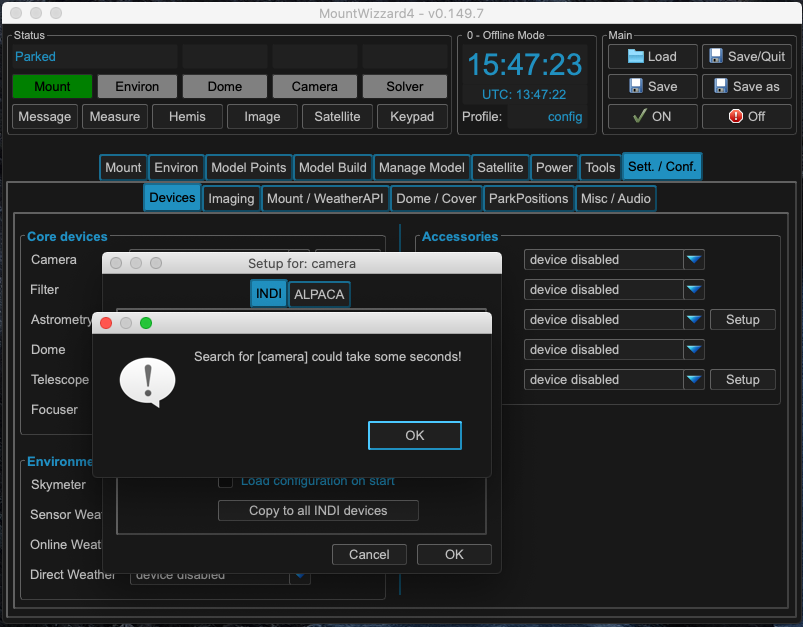 MountWizzard4 - v0.149.7
Status
Parked
Mount Environ Dome Camera Solver
Message Measure Hemis Image Satellite Keypad
0 - Offline Mode
15:47:23
UTC: 13:47:22
Profile: config
Main
Load Save/Quit
Save Save as
ON Off
Mount Environ Model Points Model Build Manage Model Satellite Power Tools Sett. / Conf.
Devices Imaging Mount / WeatherAPI Dome / Cover ParkPositions Misc / Audio
Core devices
Camera
Filter
Astrometry
Dome
Telescope
Focuser
Skymeter
Direct Weather device disabled
Accessories
device disabled
device disabled
device disabled Setup
device disabled
device disabled Setup
Setup for: camera
INDI ALPACA
Search for [camera] could take some seconds!
OK
Load configuration on start
Copy to all INDI devices
Cancel OK